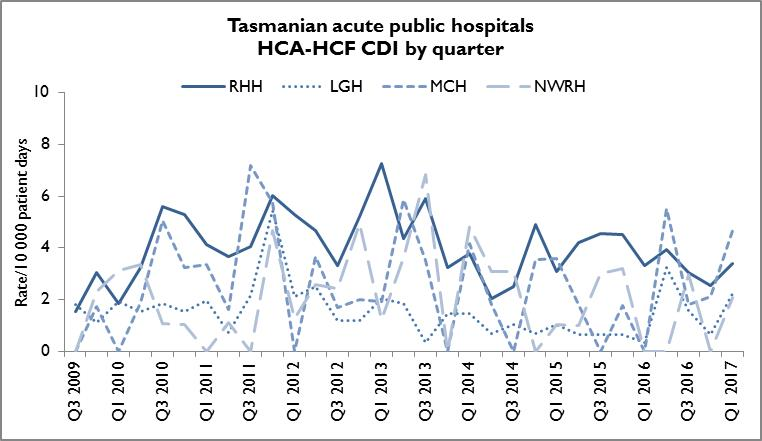 Tasmanian acute public hospitals
HCA-HCF CDI by quarter
RHH LGH MCH NWRH
Rate/10 000 patient days
10
8
6
4
2
0
Q3 2009
Q1 2010
Q3 2010
Q1 2011
Q3 2011
Q1 2012
Q3 2012
Q1 2013
Q3 2013
Q1 2014
Q3 2014
Q1 2015
Q3 2015
Q1 2016
Q3 2016
Q1 2017